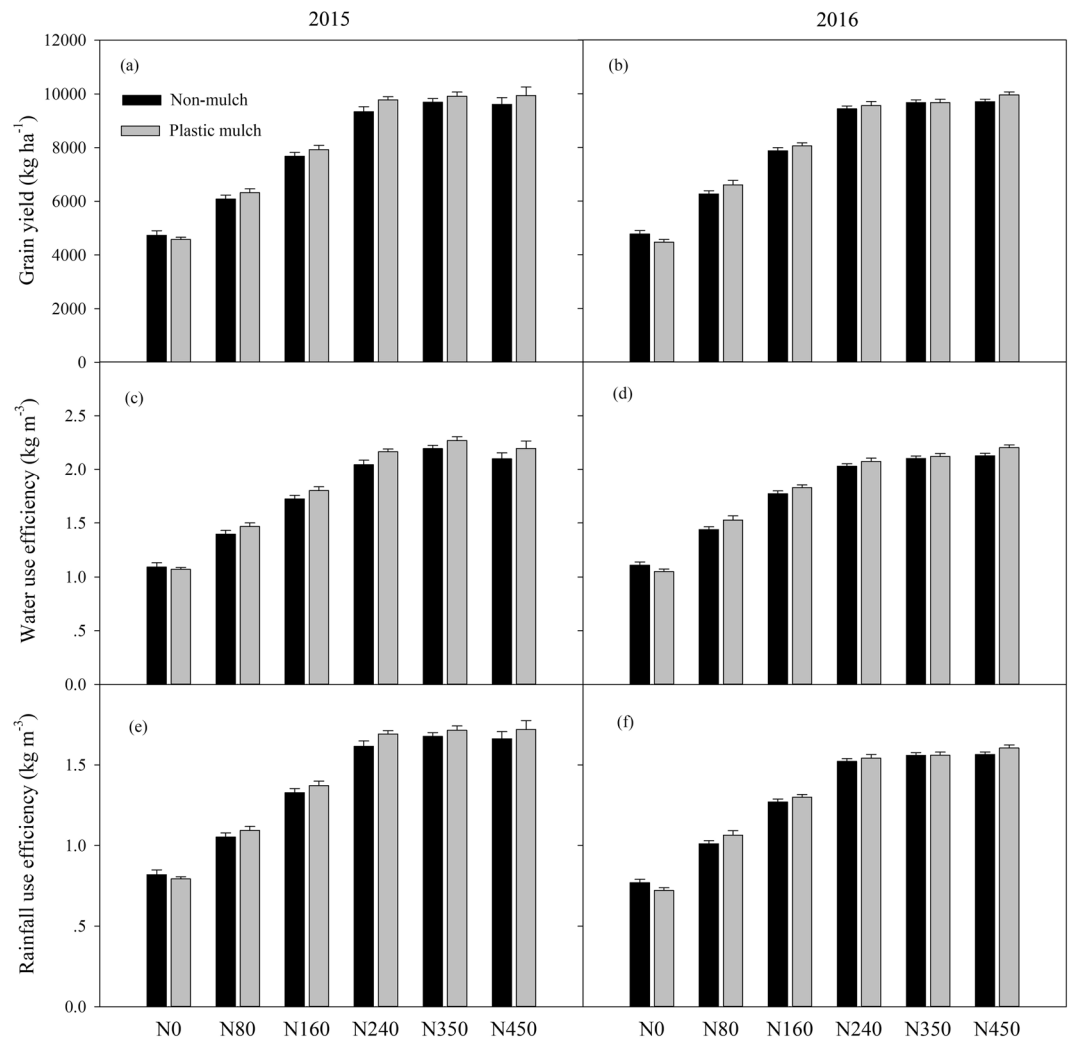 2015 2016
12000
(a) (b)
10000
Non-mulch
Plastic mulch
8000
6000
4000
2000
0
Grain yield (kg ha⁻¹)
(c) (d)
2.5
2.0
1.5
1.0
.5
0.0
Water use efficiency (kg m⁻³)
(e) (f)
1.5
1.0
.5
0.0
Rainfall use efficiency (kg m⁻³)
N0 N80 N160 N240 N350 N450 N0 N80 N160 N240 N350 N450